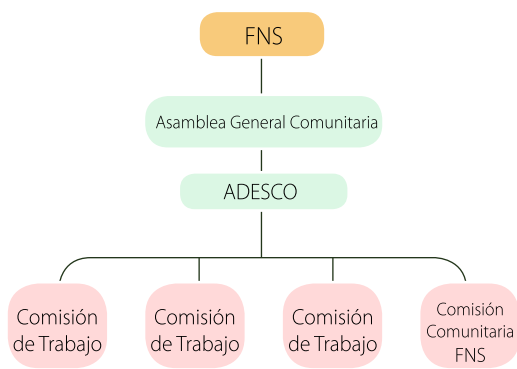 FNS
Asamblea General Comunitaria
ADESCO
Comisión
de Trabajo
Comisión
de Trabajo
Comisión
de Trabajo
Comisión
Comunitaria
FNS